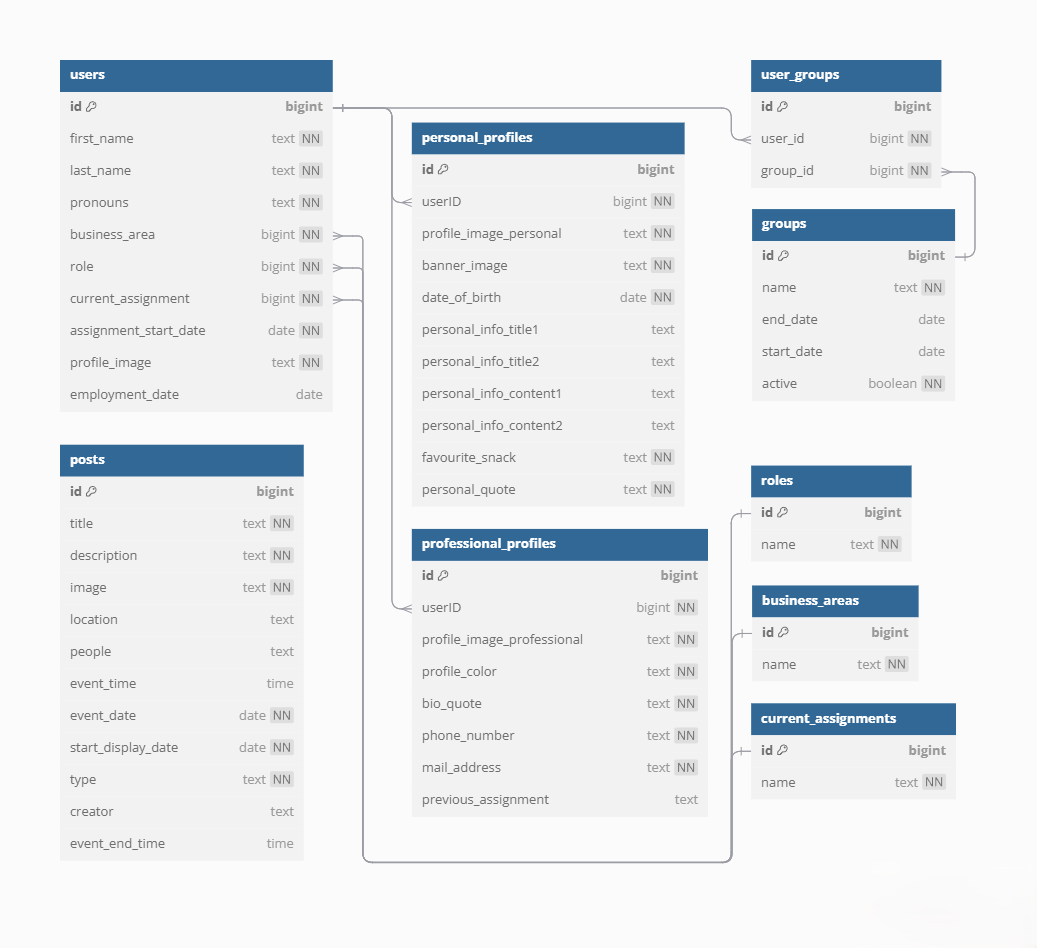 users
id bigint
first_name text NN
last_name text NN
pronouns text NN
business_area bigint NN
role bigint NN
current_assignment bigint NN
assignment_start_date date NN
profile_image text NN
employment_date date
posts
id bigint
title text NN
description text NN
image text NN
location text
people text
event_time time
event_date date NN
start_display_date date NN
type text NN
creator text
event_end_time time
personal_profiles
id bigint
userID bigint NN
profile_image_personal text NN
banner_image text NN
date_of_birth date NN
personal_info_title1 text
personal_info_title2 text
personal_info_content1 text
personal_info_content2 text
favourite_snack text NN
personal_quote text NN
professional_profiles
id bigint
userID bigint NN
profile_image_professional text NN
profile_color text NN
bio_quote text NN
phone_number text NN
mail_address text NN
previous_assignment text
user_groups
id bigint
user_id bigint NN
group_id bigint NN
groups
id bigint
name text NN
end_date date
start_date date
active boolean NN
roles
id bigint
name text NN
business_areas
id bigint
name text NN
current_assignments
id bigint
name text NN